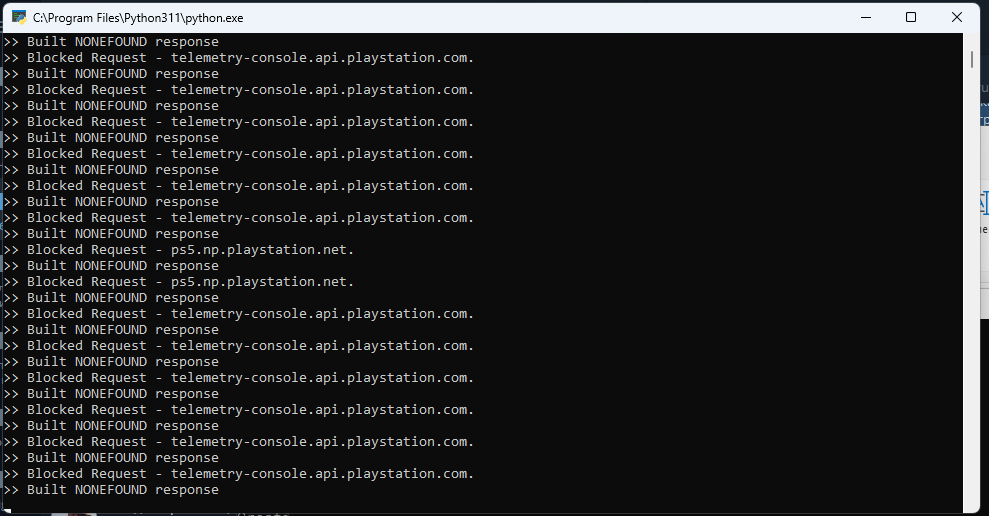 C:\Program Files\Python311\python.exe
>> Built NONEFOUND response
>> Blocked Request - telemetry-console.api.playstation.com.
>> Built NONEFOUND response
>> Blocked Request - telemetry-console.api.playstation.com.
>> Built NONEFOUND response
>> Blocked Request - telemetry-console.api.playstation.com.
>> Built NONEFOUND response
>> Blocked Request - telemetry-console.api.playstation.com.
>> Built NONEFOUND response
>> Blocked Request - telemetry-console.api.playstation.com.
>> Built NONEFOUND response
>> Blocked Request - telemetry-console.api.playstation.com.
>> Built NONEFOUND response
>> Blocked Request - ps5.np.playstation.net.
>> Built NONEFOUND response
>> Blocked Request - ps5.np.playstation.net.
>> Built NONEFOUND response
>> Blocked Request - telemetry-console.api.playstation.com.
>> Built NONEFOUND response
>> Blocked Request - telemetry-console.api.playstation.com.
>> Built NONEFOUND response
>> Blocked Request - telemetry-console.api.playstation.com.
>> Built NONEFOUND response
>> Blocked Request - telemetry-console.api.playstation.com.
>> Built NONEFOUND response
>> Blocked Request - telemetry-console.api.playstation.com.
>> Built NONEFOUND response
>> Blocked Request - telemetry-console.api.playstation.com.
>> Built NONEFOUND response